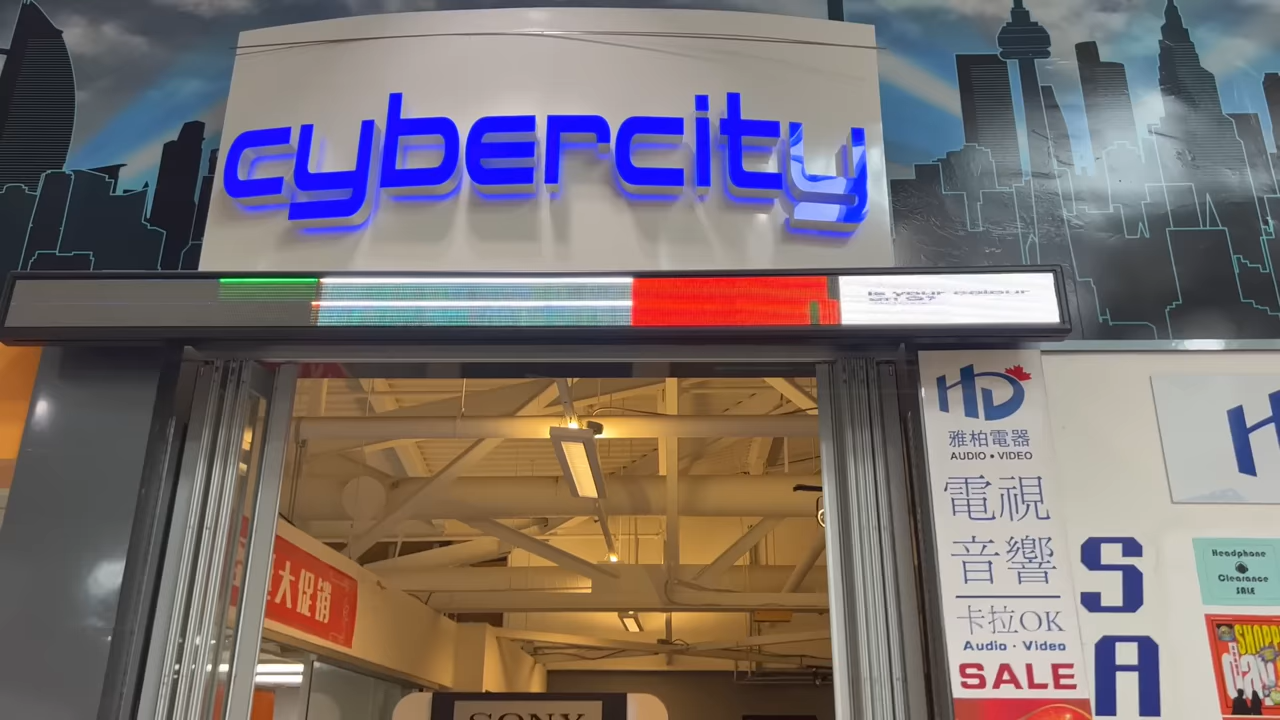 cybercity
is your colour
HD
雅柏電器
AUDIO • VIDEO
電視
音響
卡拉OK
Audio · Video
SALE
S
A
H
Headphone
Clearance
SALE
SHOPP
大促销
SONY